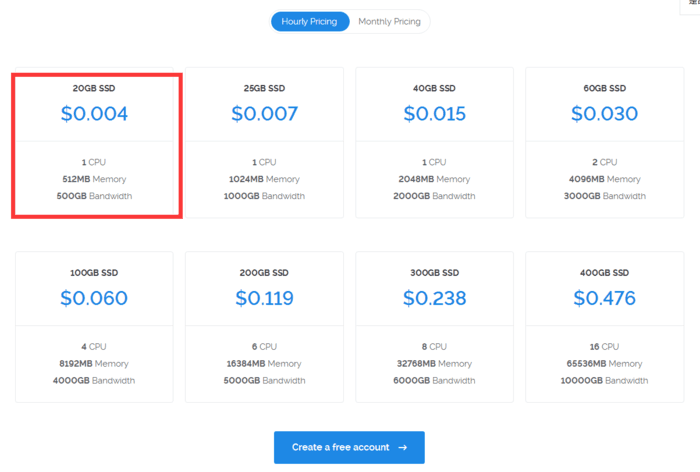 Hourly Pricing
Monthly Pricing
20GB SSD
$0.004
1 CPU
512MB Memory
500GB Bandwidth
25GB SSD
$0.007
1 CPU
1024MB Memory
1000GB Bandwidth
40GB SSD
$0.015
1 CPU
2048MB Memory
2000GB Bandwidth
60GB SSD
$0.030
2 CPU
4096MB Memory
3000GB Bandwidth
100GB SSD
$0.060
4 CPU
8192MB Memory
4000GB Bandwidth
200GB SSD
$0.119
6 CPU
16384MB Memory
5000GB Bandwidth
300GB SSD
$0.238
8 CPU
32768MB Memory
6000GB Bandwidth
400GB SSD
$0.476
16 CPU
65536MB Memory
10000GB Bandwidth
Create a free account →